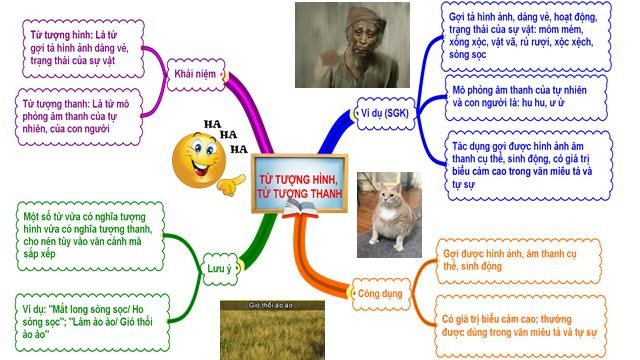 Từ tượng hình: Là từ
gợi tả hình ảnh dáng vẻ,
trạng thái của sự vật
Từ tượng thanh: Là từ mô
phỏng âm thanh của tự
nhiên, của con người
Khái niệm
HA
HA
HA
TỪ TƯỢNG HÌNH,
TỪ TƯỢNG THANH
Ví dụ (SGK)
Gợi tả hình ảnh, dáng vẻ, hoạt động,
trạng thái của sự vật: móm mém,
xồng xộc, vật vã, rũ rượi, xộc xệch,
sòng sọc
Mô phỏng âm thanh của tự nhiên
và con người là: hu hu, ư ử
Tác dụng gợi được hình ảnh âm
thanh cụ thể, sinh động, có giá trị
biểu cảm cao trong văn miêu tả và
tự sự
Một số từ vừa có nghĩa tượng
hình vừa có nghĩa tượng thanh,
cho nên tùy vào văn cảnh mà
sắp xếp
Ví dụ: "Mắt long sòng sọc/ Ho
sòng sọc"; "Làm ào ào/ Gió thổi
ào ào"
Lưu ý
Gió thổi ào ào
Công dụng
Gợi được hình ảnh, âm thanh cụ
thể, sinh động
Có giá trị biểu cảm cao; thường
được dùng trong văn miêu tả và tự sự